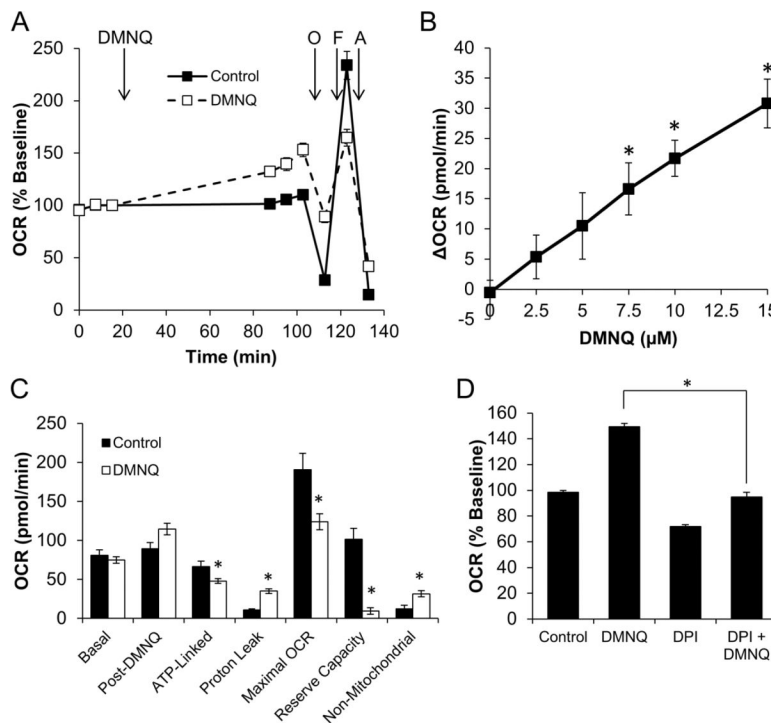 A
DMNQ
O F A
Control
DMNQ
OCR (% Baseline)
250
200
150
100
50
0
0 20 40 60 80 100 120 140
Time (min)
B
*
*
*
ΔOCR (pmol/min)
40
35
30
25
20
15
10
5
0
-5
0 2.5 5 7.5 10 12.5 15
DMNQ (µM)
C
Control
DMNQ
OCR (pmol/min)
250
200
150
100
50
0
* * * * *
Basal
Post-DMNQ
ATP-Linked
Proton Leak
Maximal OCR
Reserve Capacity
Non-Mitochondrial
D
*
OCR (% Baseline)
160
140
120
100
80
60
40
20
0
Control DMNQ DPI DPI +
DMNQ